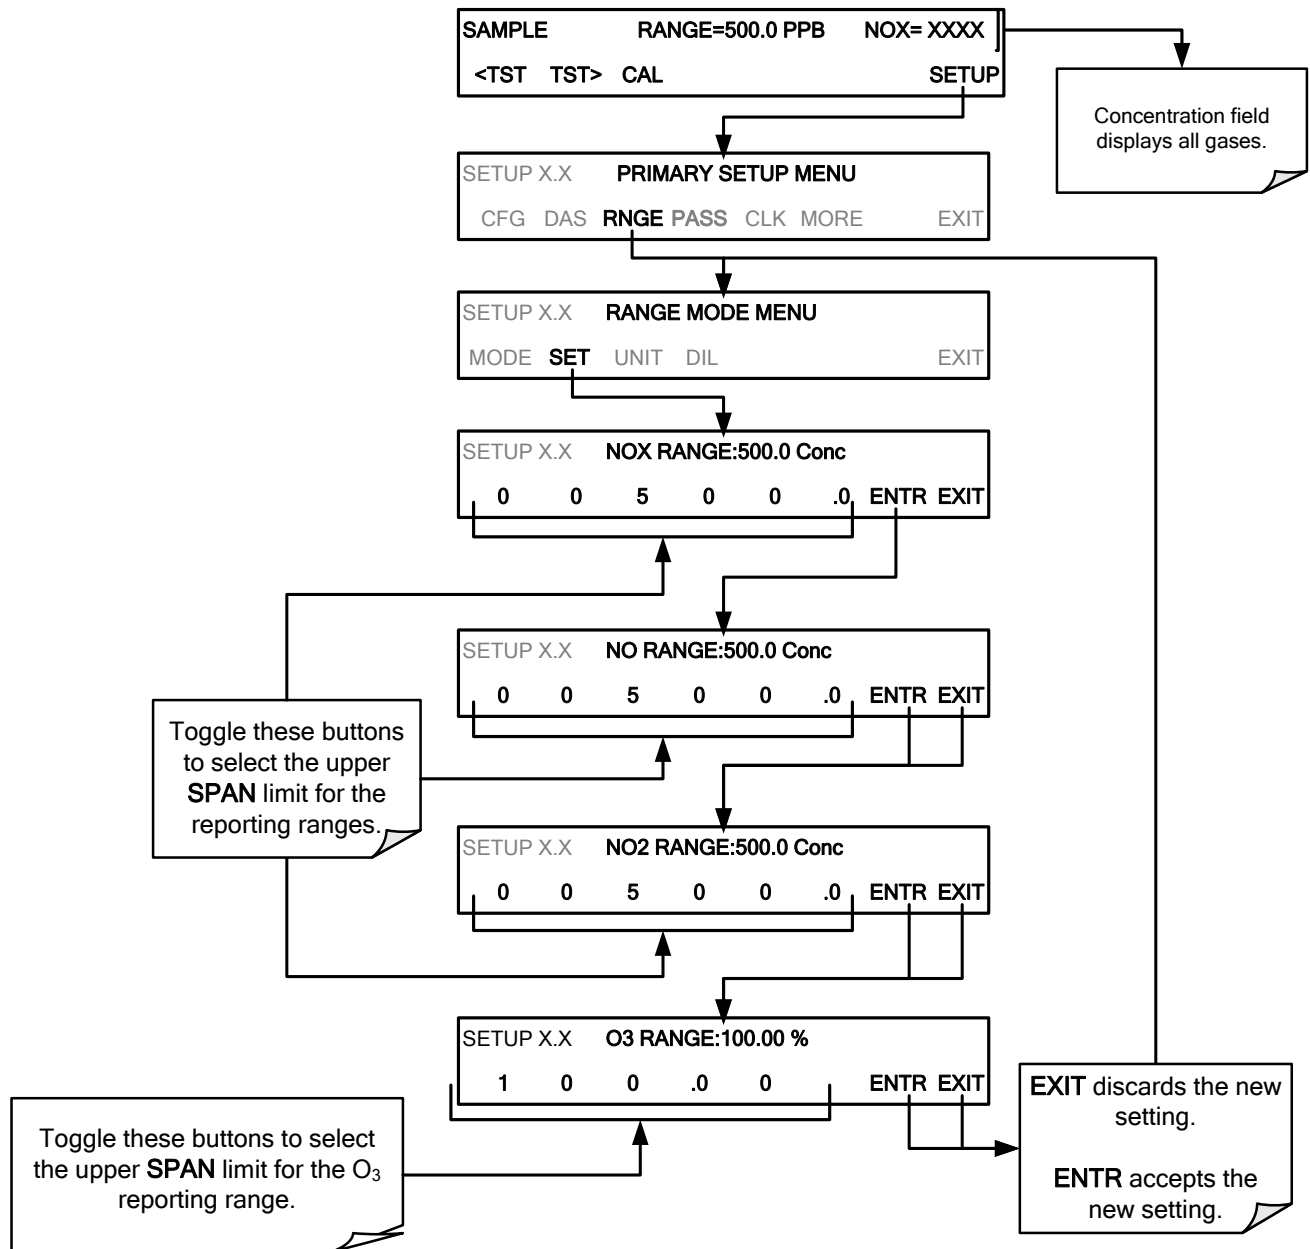 SAMPLE RANGE=500.0 PPB NOX= XXXX
<TST TST> CAL SETUP
Concentration field
displays all gases.
SETUP X.X PRIMARY SETUP MENU
CFG DAS RNGE PASS CLK MORE EXIT
SETUP X.X RANGE MODE MENU
MODE SET UNIT DIL EXIT
SETUP X.X NOX RANGE:500.0 Conc
0 0 5 0 0 .0 ENTR EXIT
SETUP X.X NO RANGE:500.0 Conc
0 0 5 0 0 .0 ENTR EXIT
Toggle these buttons
to select the upper
SPAN limit for the
reporting ranges.
SETUP X.X NO2 RANGE:500.0 Conc
0 0 5 0 0 .0 ENTR EXIT
SETUP X.X O3 RANGE:100.00 %
1 0 0 .0 0 ENTR EXIT
Toggle these buttons to select
the upper SPAN limit for the O3
reporting range.
EXIT discards the new
setting.
ENTR accepts the
new setting.